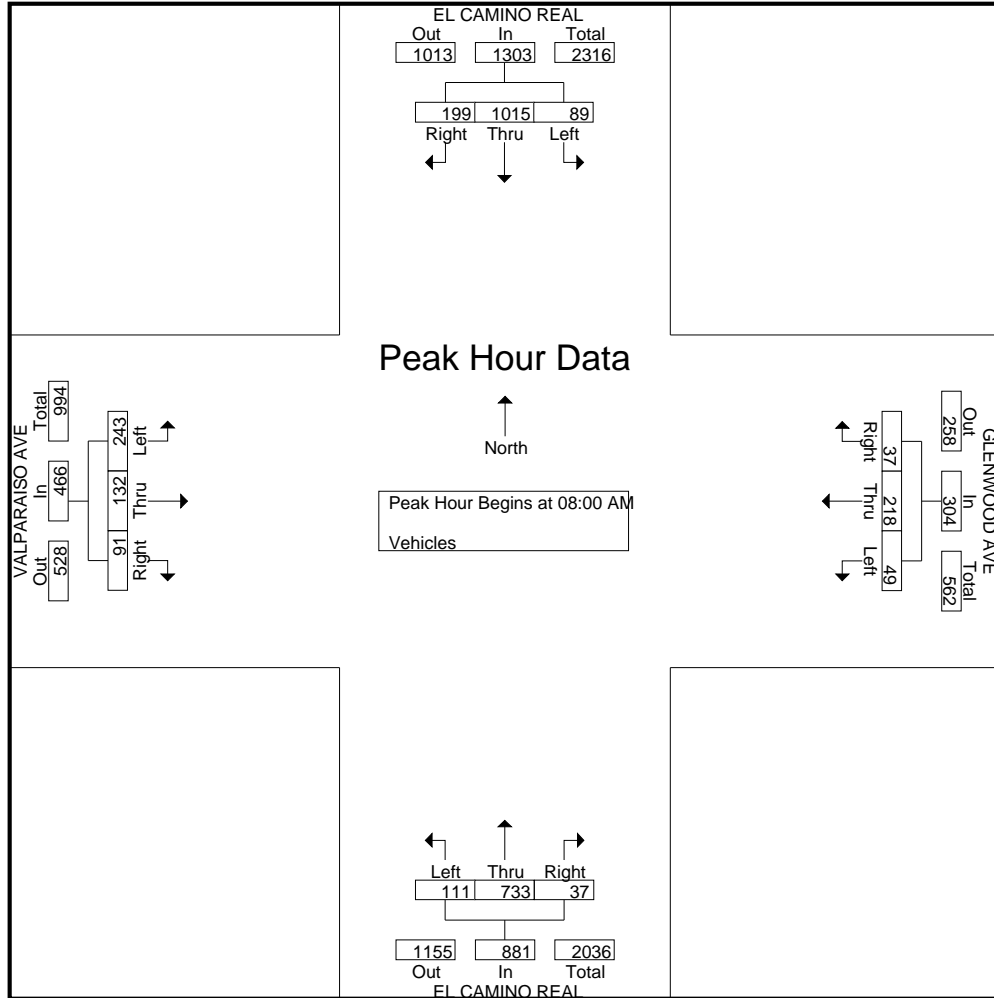 EL CAMINO REAL
Out In Total
1013 1303 2316
199 1015 89
Right Thru Left
Peak Hour Data
North
Peak Hour Begins at 08:00 AM
Vehicles
VALPARAISO AVE
Out In Total
528 466 994
243 132 91
Left Thru Right
GLENWOOD AVE
Out In Total
258 304 562
37 218 49
Right Thru Left
Left Thru Right
111 733 37
1155 881 2036
Out In Total
EL CAMINO REAL